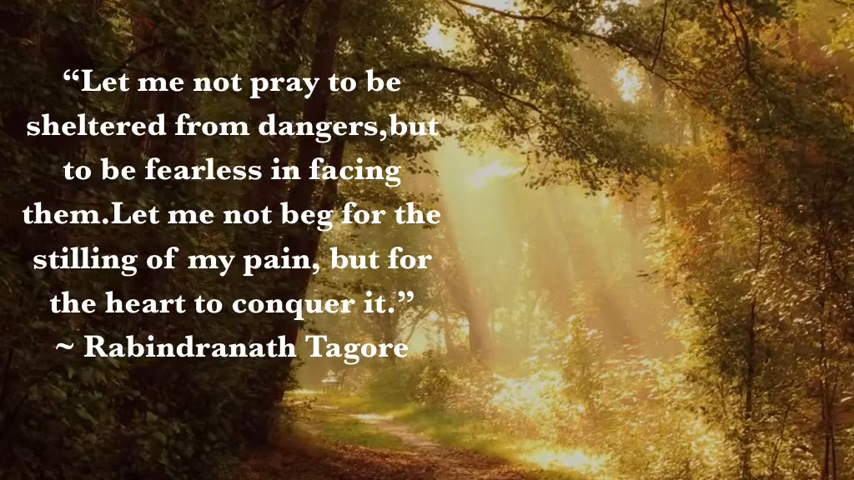 “Let me not pray to be
sheltered from dangers,but
to be fearless in facing
them.Let me not beg for the
stilling of my pain, but for
the heart to conquer it.”
~ Rabindranath Tagore